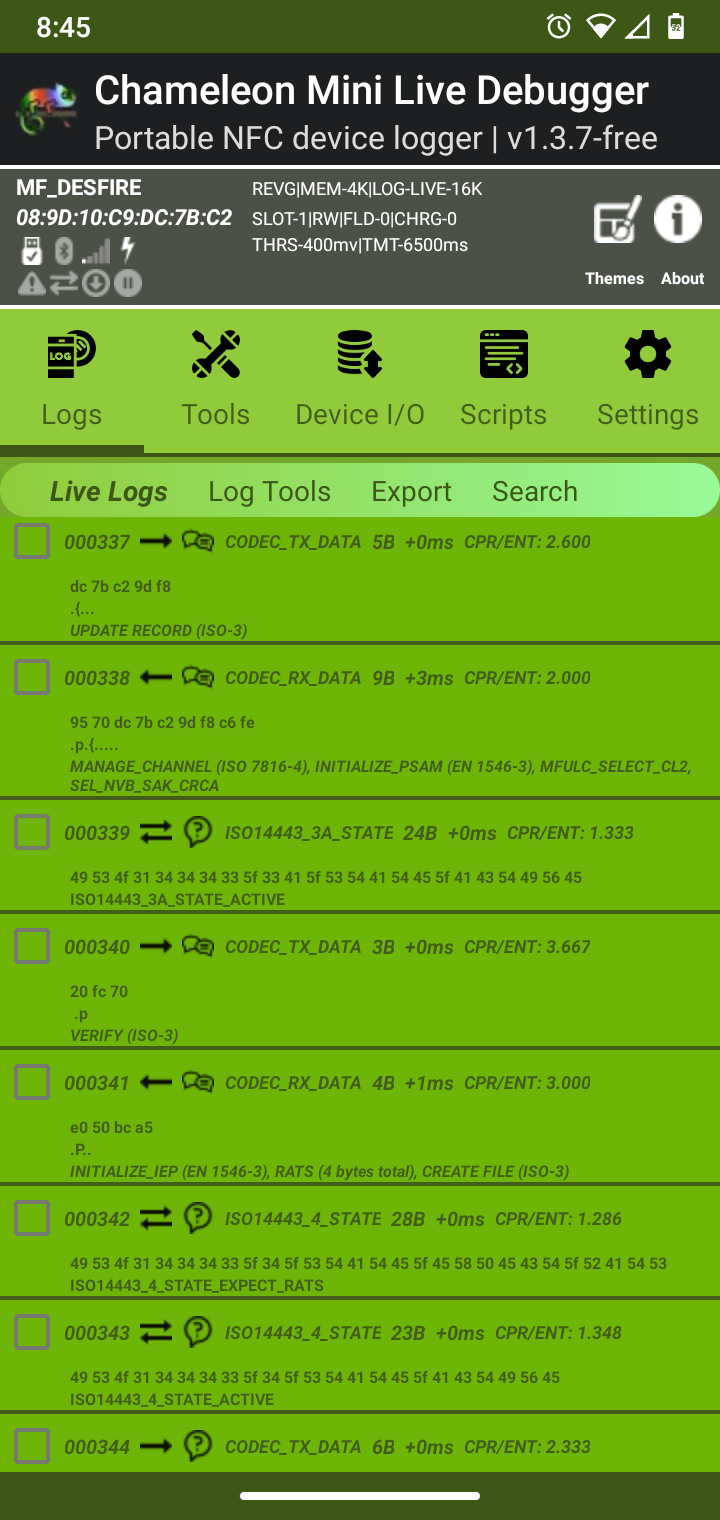 8:45
92
Chameleon Mini Live Debugger
Portable NFC device logger | v1.3.7-free
MF_DESFIRE
REVG|MEM-4K|LOG-LIVE-16K
08:9D:10:C9:DC:7B:C2
SLOT-1|RW|FLD-0|CHRG-0
THRS-400mv|TMT-6500ms
Themes
About
LOG
Logs
Tools
Device I/O
Scripts
Settings
Live Logs
Log Tools
Export
Search
000337 CODEC_TX_DATA 5B +0ms CPR/ENT: 2.600
dc 7b c2 9d f8
.{...
UPDATE RECORD (ISO-3)
000338 CODEC_RX_DATA 9B +3ms CPR/ENT: 2.000
95 70 dc 7b c2 9d f8 c6 fe
.p.{.....
MANAGE_CHANNEL (ISO 7816-4), INITIALIZE_PSAM (EN 1546-3), MFULC_SELECT_CL2,
SEL_NVB_SAK_CRCA
000339 ISO14443_3A_STATE 24B +0ms CPR/ENT: 1.333
49 53 4f 31 34 34 34 33 5f 33 41 5f 53 54 41 54 45 5f 41 43 54 49 56 45
ISO14443_3A_STATE_ACTIVE
000340 CODEC_TX_DATA 3B +0ms CPR/ENT: 3.667
20 fc 70
.p
VERIFY (ISO-3)
000341 CODEC_RX_DATA 4B +1ms CPR/ENT: 3.000
e0 50 bc a5
.P..
INITIALIZE_IEP (EN 1546-3), RATS (4 bytes total), CREATE FILE (ISO-3)
000342 ISO14443_4_STATE 28B +0ms CPR/ENT: 1.286
49 53 4f 31 34 34 34 33 5f 34 5f 53 54 41 54 45 5f 45 58 50 45 43 54 5f 52 41 54 53
ISO14443_4_STATE_EXPECT_RATS
000343 ISO14443_4_STATE 23B +0ms CPR/ENT: 1.348
49 53 4f 31 34 34 34 33 5f 34 5f 53 54 41 54 45 5f 41 43 54 49 56 45
ISO14443_4_STATE_ACTIVE
000344 CODEC_TX_DATA 6B +0ms CPR/ENT: 2.333